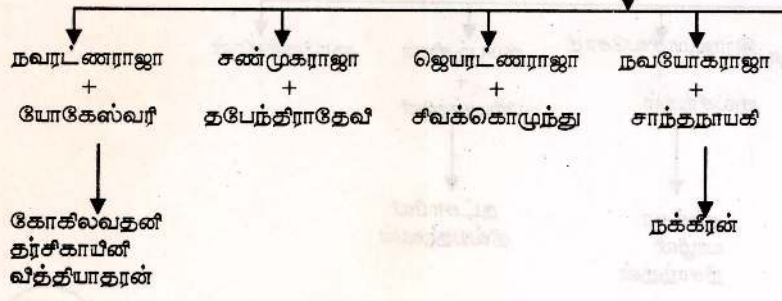 நவரட்ணராஜா சண்முகராஜா ஜெயரட்ணராஜா நவயோகராஜா
+ + + +
யோகேஸ்வரி தபேந்திராதேவி சிவக்கொழுந்து சாந்தநாயகி
கோகிலவதனி நக்கீரன்
தர்சிகாயினி
வித்தியாதரன்